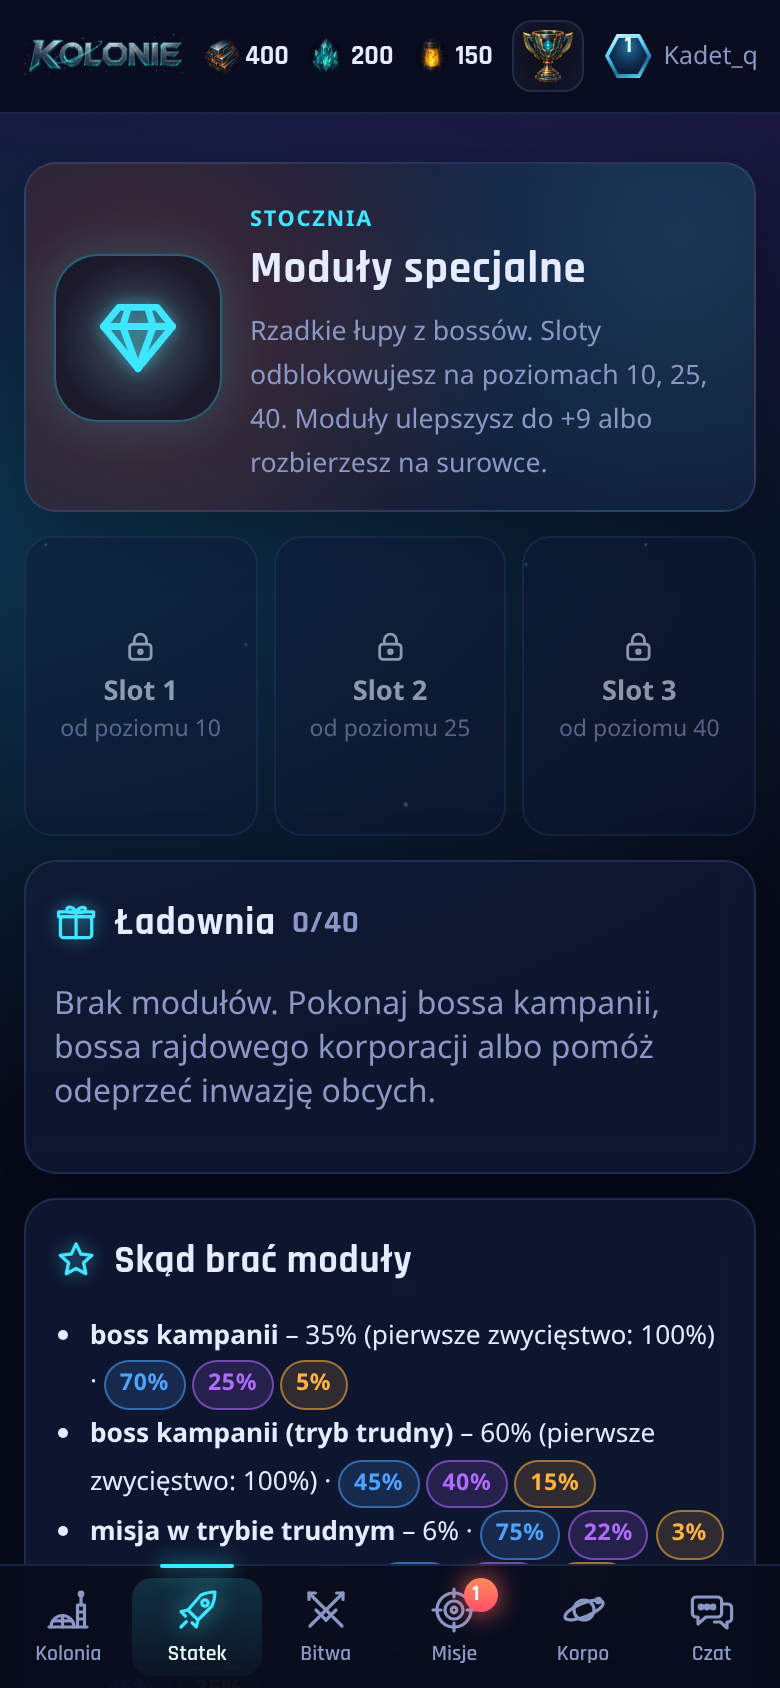 KOLONIE 400 200 150 1 Kadet_q
STOCZNIA
Moduły specjalne
Rzadkie łupy z bossów. Sloty
odblokowujesz na poziomach 10, 25,
40. Moduły ulepszysz do +9 albo
rozbierzesz na surowce.
Slot 1 Slot 2 Slot 3
od poziomu 10 od poziomu 25 od poziomu 40
Ładownia 0/40
Brak modułów. Pokonaj bossa kampanii,
bossa rajdowego korporacji albo pomóż
odeprzeć inwazję obcych.
Skąd brać moduły
• boss kampanii – 35% (pierwsze zwycięstwo: 100%)
· 70% 25% 5%
• boss kampanii (tryb trudny) – 60% (pierwsze
zwycięstwo: 100%) · 45% 40% 15%
• misja w trybie trudnym – 6% · 75% 22% 3%
1
Kolonia Statek Bitwa Misje Korpo Czat